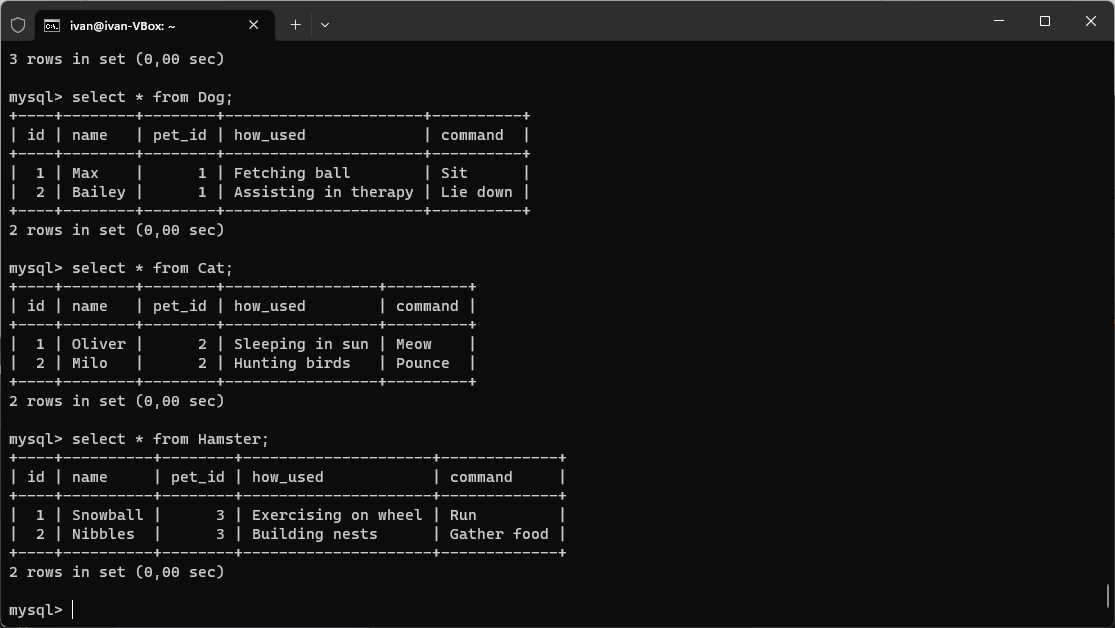 ivan@ivan-VBox: ~
3 rows in set (0,00 sec)
mysql> select * from Dog;
+----+--------+--------+----------------------+----------+
| id | name   | pet_id | how_used             | command  |
+----+--------+--------+----------------------+----------+
|  1 | Max    |      1 | Fetching ball        | Sit      |
|  2 | Bailey |      1 | Assisting in therapy | Lie down |
+----+--------+--------+----------------------+----------+
2 rows in set (0,00 sec)
mysql> select * from Cat;
+----+--------+--------+-----------------+---------+
| id | name   | pet_id | how_used        | command |
+----+--------+--------+-----------------+---------+
|  1 | Oliver |      2 | Sleeping in sun | Meow    |
|  2 | Milo   |      2 | Hunting birds   | Pounce  |
+----+--------+--------+-----------------+---------+
2 rows in set (0,00 sec)
mysql> select * from Hamster;
+----+----------+--------+---------------------+-------------+
| id | name     | pet_id | how_used            | command     |
+----+----------+--------+---------------------+-------------+
|  1 | Snowball |      3 | Exercising on wheel | Run         |
|  2 | Nibbles  |      3 | Building nests      | Gather food |
+----+----------+--------+---------------------+-------------+
2 rows in set (0,00 sec)
mysql>